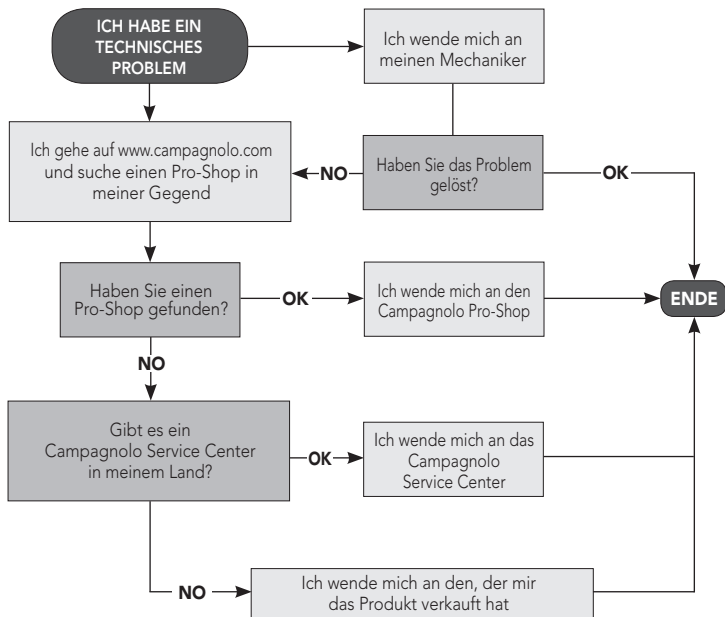 ICH HABE EIN
TECHNISCHES
PROBLEM
Ich wende mich an
meinen Mechaniker
Ich gehe auf www.campagnolo.com
und suche einen Pro-Shop in
meiner Gegend
NO
Haben Sie das Problem
gelöst?
OK
Haben Sie einen
Pro-Shop gefunden?
OK
Ich wende mich an den
Campagnolo Pro-Shop
ENDE
NO
Gibt es ein
Campagnolo Service Center
in meinem Land?
OK
Ich wende mich an das
Campagnolo
Service Center
NO
Ich wende mich an den, der mir
das Produkt verkauft hat